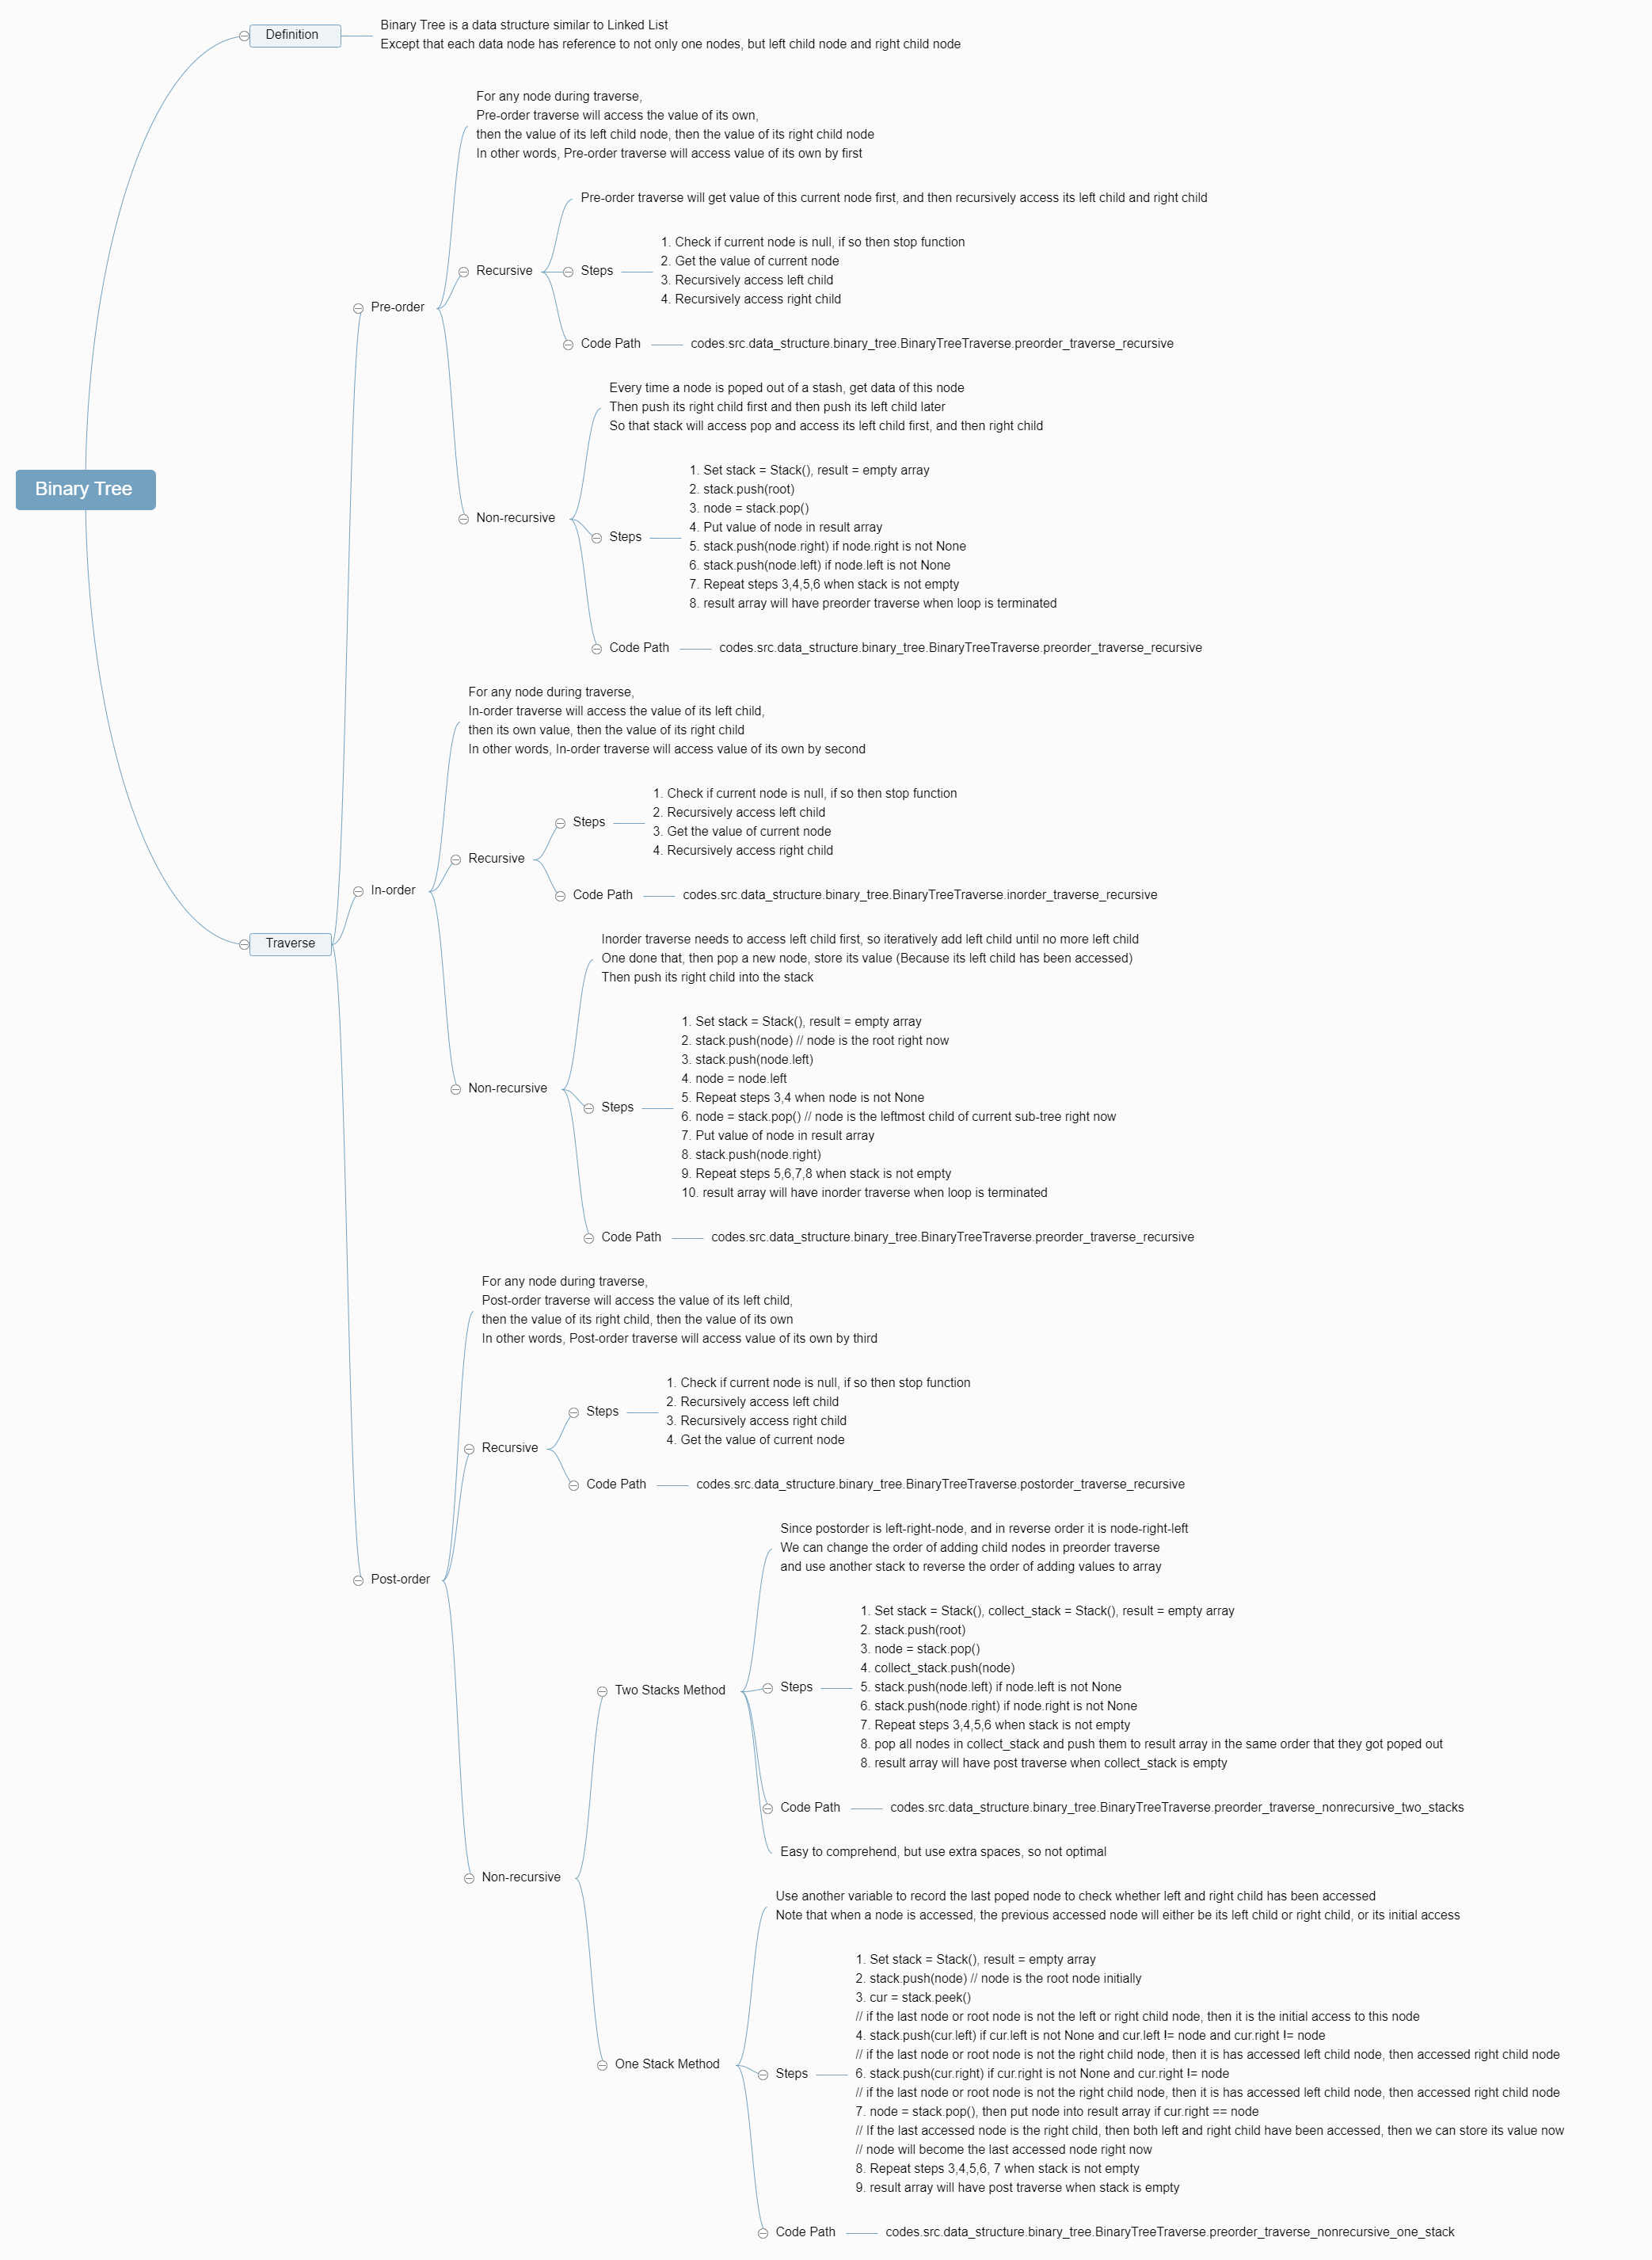 Binary Tree
Definition
Binary Tree is a data structure similar to Linked List
Except that each data node has reference to not only one nodes, but left child node and right child node
Traverse
Pre-order
For any node during traverse,
Pre-order traverse will access the value of its own,
then the value of its left child node, then the value of its right child node
In other words, Pre-order traverse will access value of its own by first
Recursive
Pre-order traverse will get value of this current node first, and then recursively access its left child and right child
Steps
1. Check if current node is null, if so then stop function
2. Get the value of current node
3. Recursively access left child
4. Recursively access right child
Code Path
codes.src.data_structure.binary_tree.BinaryTreeTraverse.preorder_traverse_recursive
Non-recursive
Every time a node is poped out of a stash, get data of this node
Then push its right child first and then push its left child later
So that stack will access pop and access its left child first, and then right child
Steps
1. Set stack = Stack(), result = empty array
2. stack.push(root)
3. node = stack.pop()
4. Put value of node in result array
5. stack.push(node.right) if node.right is not None
6. stack.push(node.left) if node.left is not None
7. Repeat steps 3,4,5,6 when stack is not empty
8. result array will have preorder traverse when loop is terminated
Code Path
codes.src.data_structure.binary_tree.BinaryTreeTraverse.preorder_traverse_recursive
In-order
For any node during traverse,
In-order traverse will access the value of its left child,
then its own value, then the value of its right child
In other words, In-order traverse will access value of its own by second
Recursive
Steps
1. Check if current node is null, if so then stop function
2. Recursively access left child
3. Get the value of current node
4. Recursively access right child
Code Path
codes.src.data_structure.binary_tree.BinaryTreeTraverse.inorder_traverse_recursive
Non-recursive
Inorder traverse needs to access left child first, so iteratively add left child until no more left child
One done that, then pop a new node, store its value (Because its left child has been accessed)
Then push its right child into the stack
Steps
1. Set stack = Stack(), result = empty array
2. stack.push(node) // node is the root right now
3. stack.push(node.left)
4. node = node.left
5. Repeat steps 3,4 when node is not None
6. node = stack.pop() // node is the leftmost child of current sub-tree right now
7. Put value of node in result array
8. stack.push(node.right)
9. Repeat steps 5,6,7,8 when stack is not empty
10. result array will have inorder traverse when loop is terminated
Code Path
codes.src.data_structure.binary_tree.BinaryTreeTraverse.preorder_traverse_recursive
Post-order
For any node during traverse,
Post-order traverse will access the value of its left child,
then the value of its right child, then the value of its own
In other words, Post-order traverse will access value of its own by third
Recursive
Steps
1. Check if current node is null, if so then stop function
2. Recursively access left child
3. Recursively access right child
4. Get the value of current node
Code Path
codes.src.data_structure.binary_tree.BinaryTreeTraverse.postorder_traverse_recursive
Non-recursive
Two Stacks Method
Since postorder is left-right-node, and in reverse order it is node-right-left
We can change the order of adding child nodes in preorder traverse
and use another stack to reverse the order of adding values to array
Steps
1. Set stack = Stack(), collect_stack = Stack(), result = empty array
2. stack.push(root)
3. node = stack.pop()
4. collect_stack.push(node)
5. stack.push(node.left) if node.left is not None
6. stack.push(node.right) if node.right is not None
7. Repeat steps 3,4,5,6 when stack is not empty
8. pop all nodes in collect_stack and push them to result array in the same order that they got poped out
8. result array will have post traverse when collect_stack is empty
Code Path
codes.src.data_structure.binary_tree.BinaryTreeTraverse.preorder_traverse_nonrecursive_two_stacks
Easy to comprehend, but use extra spaces, so not optimal
One Stack Method
Use another variable to record the last poped node to check whether left and right child has been accessed
Note that when a node is accessed, the previous accessed node will either be its left child or right child, or its initial access
Steps
1. Set stack = Stack(), result = empty array
2. stack.push(node) // node is the root node initially
3. cur = stack.peek()
// if the last node or root node is not the left or right child node, then it is the initial access to this node
4. stack.push(cur.left) if cur.left is not None and cur.left != node and cur.right != node
// if the last node or root node is not the right child node, then it is has accessed left child node, then accessed right child node
6. stack.push(cur.right) if cur.right is not None and cur.right != node
// if the last node or root node is not the right child node, then it is has accessed left child node, then accessed right child node
7. node = stack.pop(), then put node into result array if cur.right == node
// If the last accessed node is the right child, then both left and right child have been accessed, then we can store its value now
// node will become the last accessed node right now
8. Repeat steps 3,4,5,6, 7 when stack is not empty
9. result array will have post traverse when stack is empty
Code Path
codes.src.data_structure.binary_tree.BinaryTreeTraverse.preorder_traverse_nonrecursive_one_stack